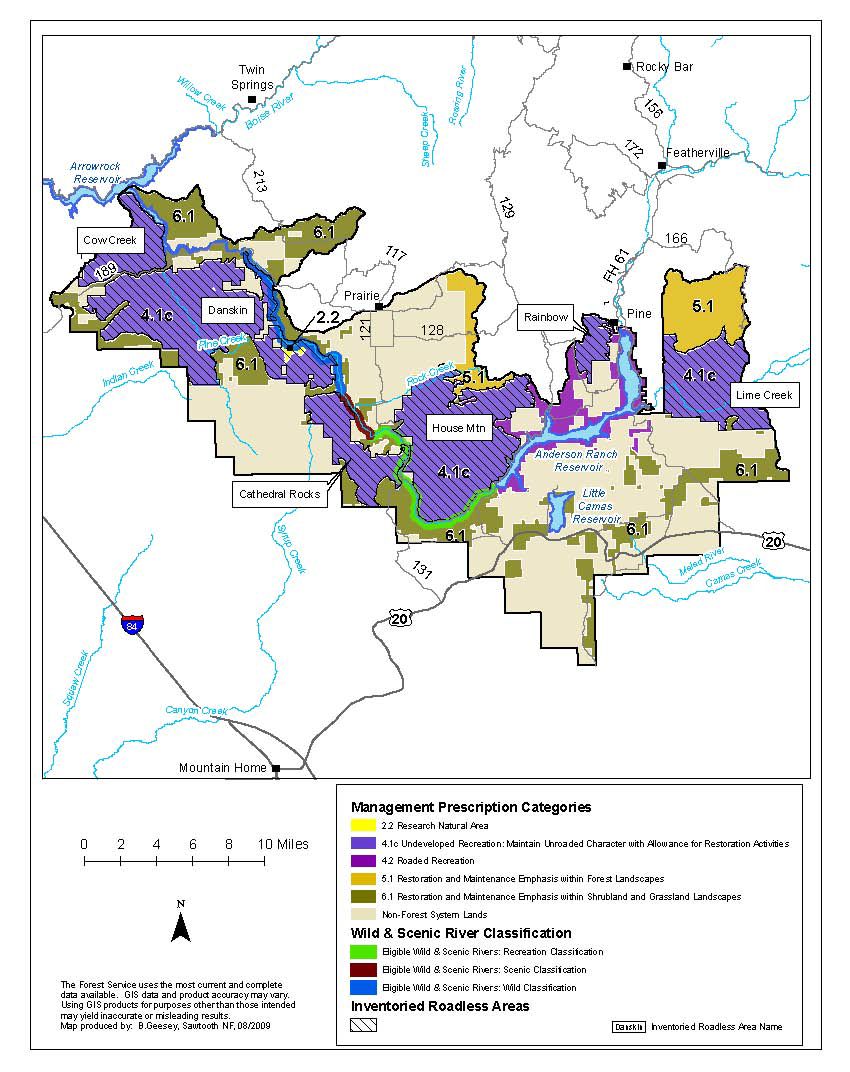 Rocky Bar
Twin
Springs
Willow Creek
Boise River
Sheep Creek
Roaring River
156
172
Featherville
Arrowrock
Reservoir
213
129
6.1
6.1
166
Cow Creek
117
FH 61
189
Prairie
5.1
4.1c
Danskin
2.2
121
128
Rainbow
Pine
Pine Creek
Indian Creek
6.1
Rock Creek
5.1
4.1c
Lime Creek
House Mtn
Anderson Ranch
Reservoir
4.1c
6.1
Cathedral Rocks
Little
Camas
Reservoir
6.1
6.1
20
Syrup Creek
Malad River
Camas Creek
131
20
84
Squaw Creek
Canyon Creek
Mountain Home
Management Prescription Categories
2.2 Research Natural Area
4.1c Undeveloped Recreation: Maintain Unroaded Character with Allowance for Restoration Activities
4.2 Roaded Recreation
5.1 Restoration and Maintenance Emphasis within Forest Landscapes
6.1 Restoration and Maintenance Emphasis within Shrubland and Grassland Landscapes
Non-Forest System Lands
Wild & Scenic River Classification
Eligible Wild & Scenic Rivers: Recreation Classification
Eligible Wild & Scenic Rivers: Scenic Classification
Eligible Wild & Scenic Rivers: Wild Classification
Inventoried Roadless Areas
Danskin Inventoried Roadless Area Name
0 2 4 6 8 10 Miles
N
The Forest Service uses the most current and complete
data available. GIS data and product accuracy may vary.
Using GIS products for purposes other than those intended
may yield inaccurate or misleading results.
Map produced by: B.Geesey, Sawtooth NF, 08/2009